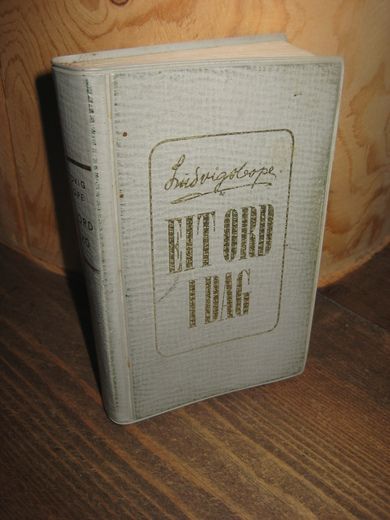 Ludvig Hope.
EIT ORD
I DAG